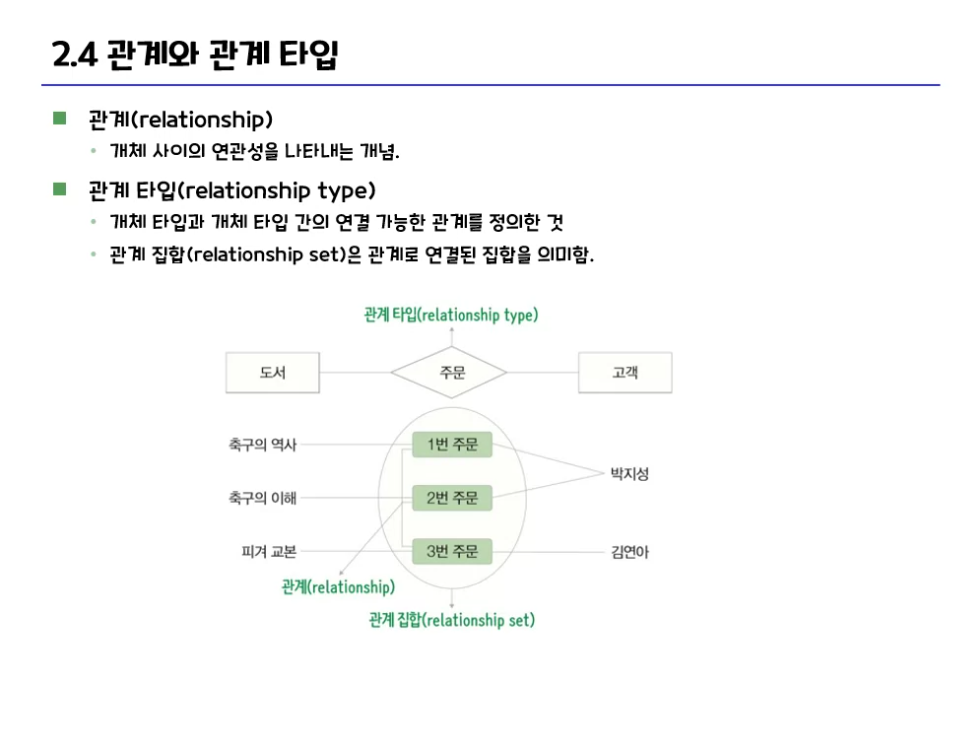 2.4 관계와 관계 타입
■ 관계(relationship)
• 개체 사이의 연관성을 나타내는 개념.
■ 관계 타입(relationship type)
• 개체 타입과 개체 타입 간의 연결 가능한 관계를 정의한 것
• 관계 집합(relationship set)은 관계로 연결된 집합을 의미함.
관계 타입(relationship type)
도서 주문 고객
축구의 역사 1번 주문
박지성
축구의 이해 2번 주문
피겨 교본 3번 주문 김연아
관계(relationship)
관계 집합(relationship set)